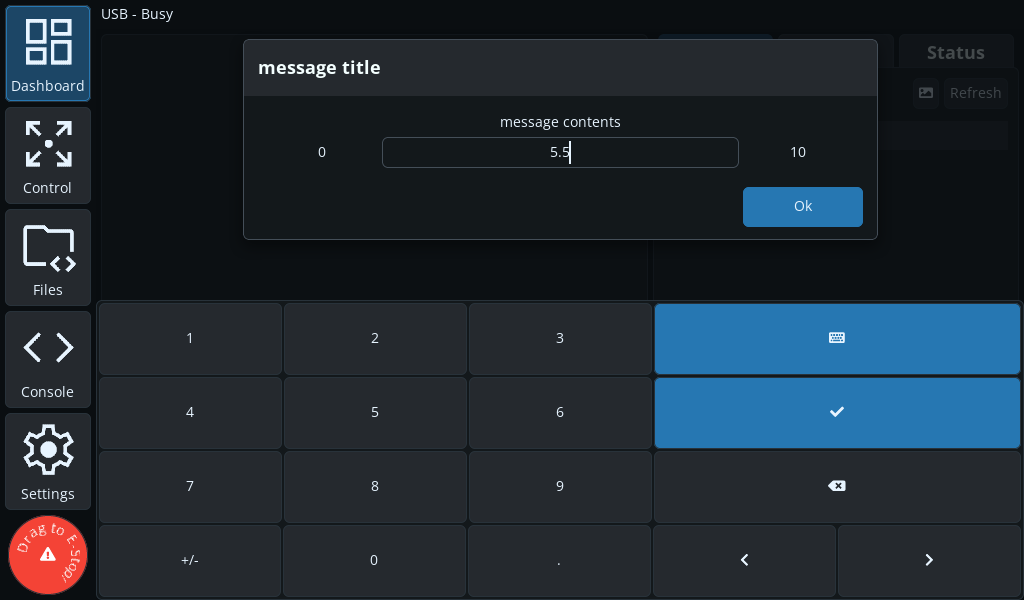 USB - Busy
Dashboard
Control
Files
Console
Settings
Drag to E-Stop!
message title
message contents
0
5.5
10
Ok
Status
Refresh
1
2
3
4
5
6
7
8
9
+/-
0
.